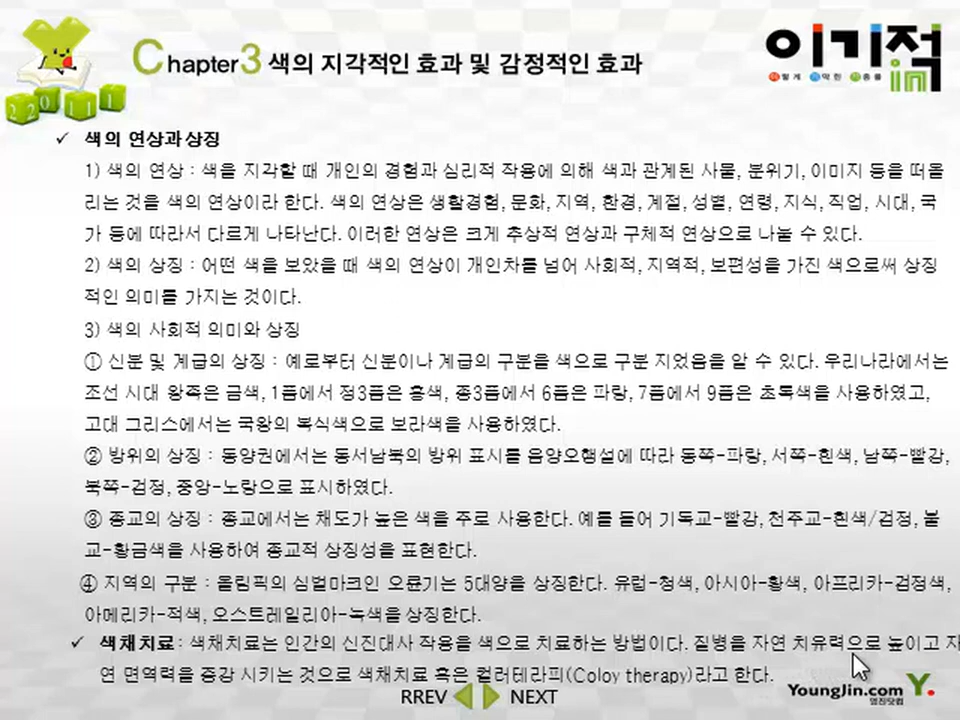 Chapter3 색의 지각적인 효과 및 감정적인 효과
이기적in
2011
✓ 색의 연상과상징
1) 색의 연상 : 색을 지각할 때 개인의 경험과 심리적 작용에 의해 색과 관계된 사물, 분위기, 이미지 등을 떠올
리는 것을 색의 연상이라 한다. 색의 연상은 생활경험, 문화, 지역, 환경, 계절, 성별, 연령, 지식, 직업, 시대, 국
가 등에 따라서 다르게 나타난다. 이러한 연상은 크게 추상적 연상과 구체적 연상으로 나눌 수 있다.
2) 색의 상징 : 어떤 색을 보았을 때 색의 연상이 개인차를 넘어 사회적, 지역적, 보편성을 가진 색으로써 상징
적인 의미를 가지는 것이다.
3) 색의 사회적 의미와 상징
① 신분 및 계급의 상징 : 예로부터 신분이나 계급의 구분을 색으로 구분 지었음을 알 수 있다. 우리나라에서는
조선 시대 왕족은 금색, 1품에서 정3품은 홍색, 종3품에서 6품은 파랑, 7품에서 9품은 초록색을 사용하였고,
고대 그리스에서는 국왕의 복식색으로 보라색을 사용하였다.
② 방위의 상징 : 동양권에서는 동서남북의 방위 표시를 음양오행설에 따라 동쪽-파랑, 서쪽-흰색, 남쪽-빨강,
북쪽-검정, 중앙-노랑으로 표시하였다.
③ 종교의 상징 : 종교에서는 채도가 높은 색을 주로 사용한다. 예를 들어 기독교-빨강, 천주교-흰색/검정, 불
교-황금색을 사용하여 종교적 상징성을 표현한다.
④ 지역의 구분 : 올림픽의 심벌마크인 오륜기는 5대양을 상징한다. 유럽-청색, 아시아-황색, 아프리카-검정색,
아메리카-적색, 오스트레일리아-녹색을 상징한다.
✓ 색채치료: 색채치료는 인간의 신진대사 작용을 색으로 치료하는 방법이다. 질병을 자연 치유력으로 높이고 자
연 면역력을 증강 시키는 것으로 색채치료 혹은 컬러테라피(Coloy therapy)라고 한다.
RREV NEXT
YoungJin.com Y.
영진닷컴